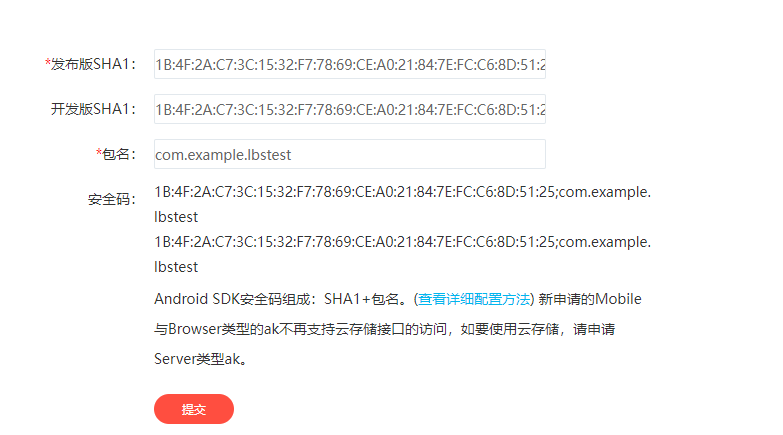 *发布版SHA1： 1B:4F:2A:C7:3C:15:32:F7:78:69:CE:A0:21:84:7E:FC:C6:8D:51:2
开发版SHA1： 1B:4F:2A:C7:3C:15:32:F7:78:69:CE:A0:21:84:7E:FC:C6:8D:51:2
*包名： com.example.lbstest
安全码： 1B:4F:2A:C7:3C:15:32:F7:78:69:CE:A0:21:84:7E:FC:C6:8D:51:25;com.example.
lbstest
1B:4F:2A:C7:3C:15:32:F7:78:69:CE:A0:21:84:7E:FC:C6:8D:51:25;com.example.
lbstest
Android SDK安全码组成：SHA1+包名。(查看详细配置方法) 新申请的Mobile
与Browser类型的ak不再支持云存储接口的访问，如要使用云存储，请申请
Server类型ak。
提交